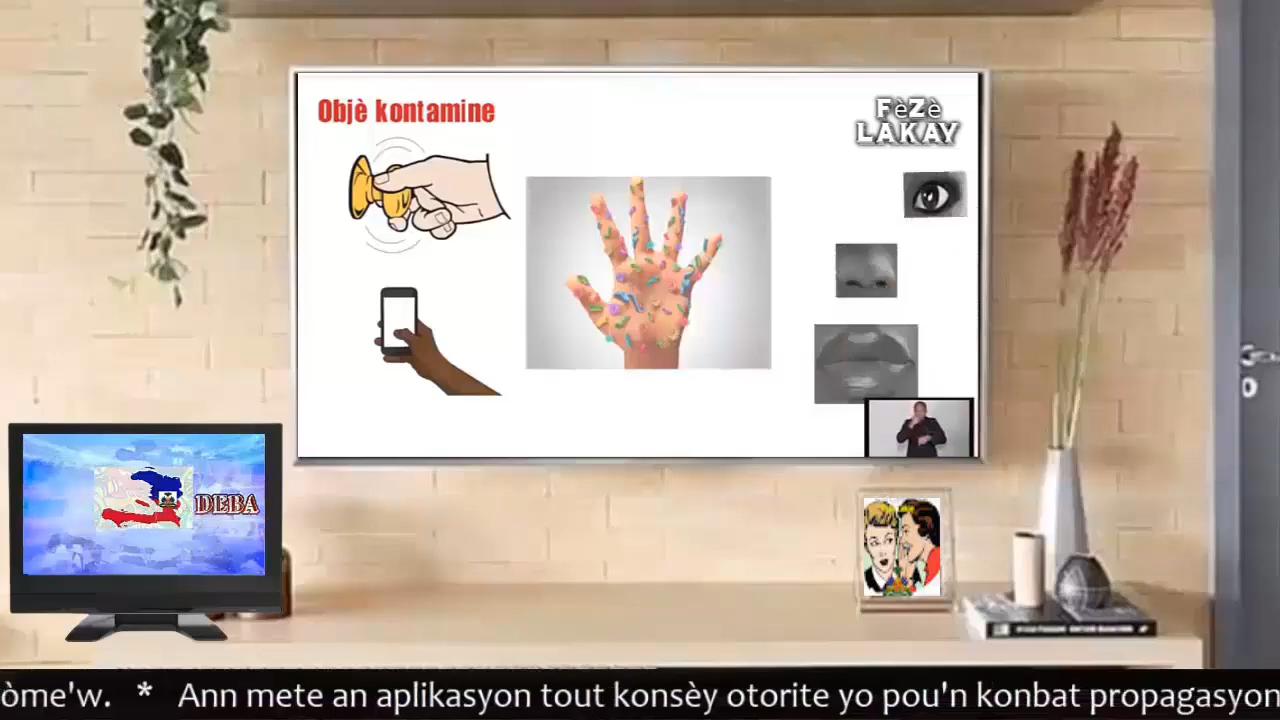 Objè kontamine
FèZè
LAKAY
DEBA
òme'w. * Ann mete an aplikasyon tout konsèy otorite yo pou'n konbat propagasyon